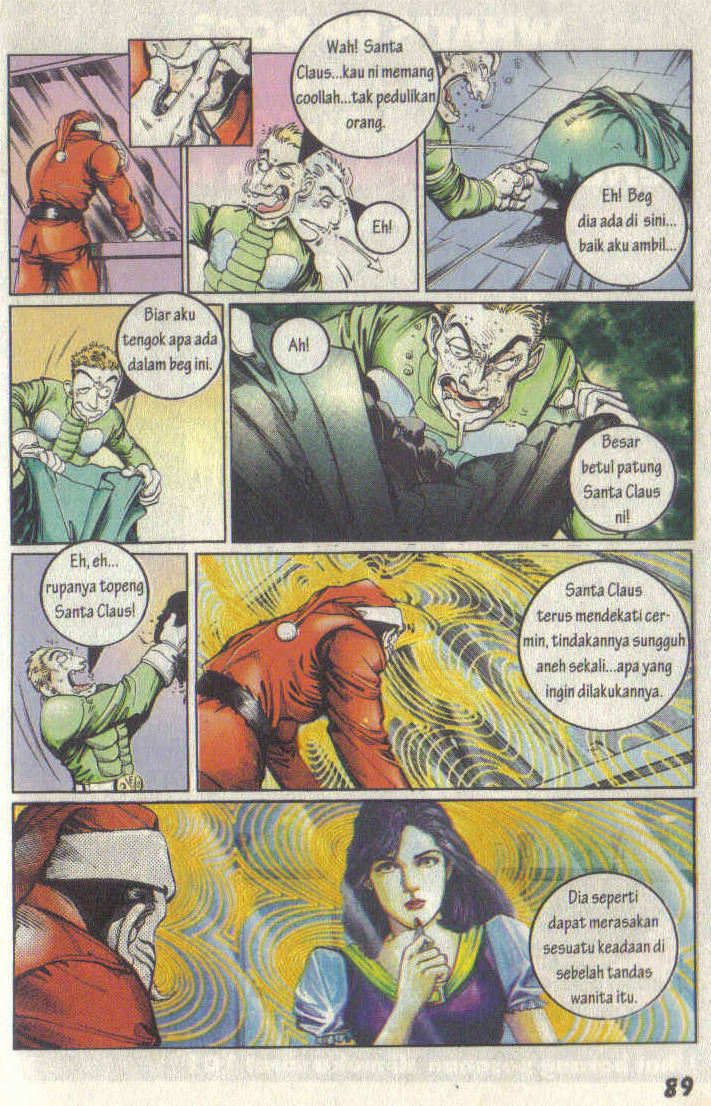 Wah! Santa
Claus...kau ni memang
coollah...tak pedulikan
orang.
Eh!
Eh! Beg
dia ada di sini...
baik aku ambil...
Biar aku
tengok apa ada
dalam beg ini.
Ah!
Besar
betul patung
Santa Claus
ni!
Eh, eh...
rupanya topeng
Santa Claus!
Santa Claus
terus mendekati cer-
min, tindakannya sungguh
aneh sekali...apa yang
ingin dilakukannya.
Dia seperti
dapat merasakan
sesuatu keadaan di
sebelah tandas
wanita itu.
89